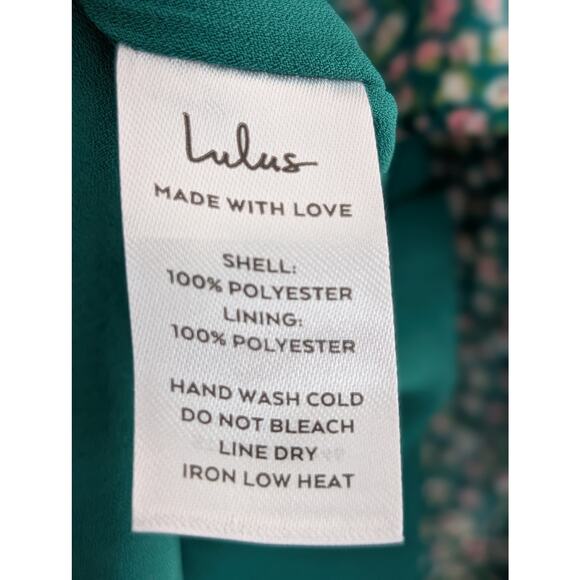 Lulus
MADE WITH LOVE
SHELL:
100% POLYESTER
LINING:
100% POLYESTER
HAND WASH COLD
DO NOT BLEACH
LINE DRY
IRON LOW HEAT